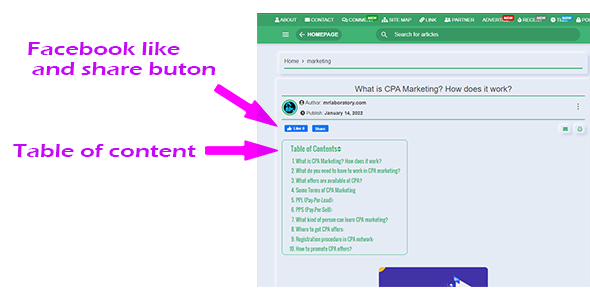 Facebook like
and share buton
Table of content
ABOUT CONTACT COMME NEW SITE MAP LINK PARTNER ADVERT NEW RECEI NEW TE NEW PO
HOMEPAGE Search for articles
Home › marketing
What is CPA Marketing? How does it work?
Author: mrlaboratory.com
Publish: January 14, 2022
Like 0 Share
Table of Contents
1. What is CPA Marketing? How does it work?
2. What do you need to have to work in CPA marketing?
3. What offers are available at CPA?
4. Some Terms of CPA Marketing
5. PPL (Pay-Per-Lead)-
6. PPS (Pay-Per-Sell)-
7. What kind of person can learn CPA marketing?
8. Where to get CPA offers-
9. Registration procedure in CPA network-
10. How to promote CPA offers?